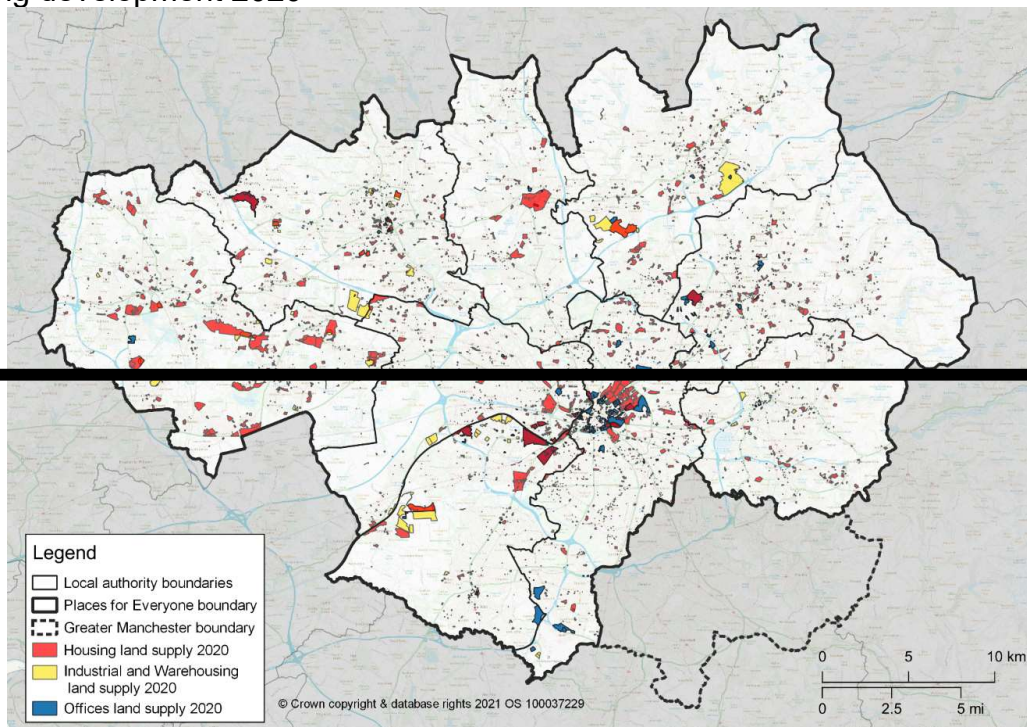 development 2020
Legend
Local authority boundaries
Places for Everyone boundary
Greater Manchester boundary
Housing land supply 2020
Industrial and Warehousing
land supply 2020
Offices land supply 2020
© Crown copyright & database rights 2021 OS 100037229
0 5 10 km
0 2.5 5 mi